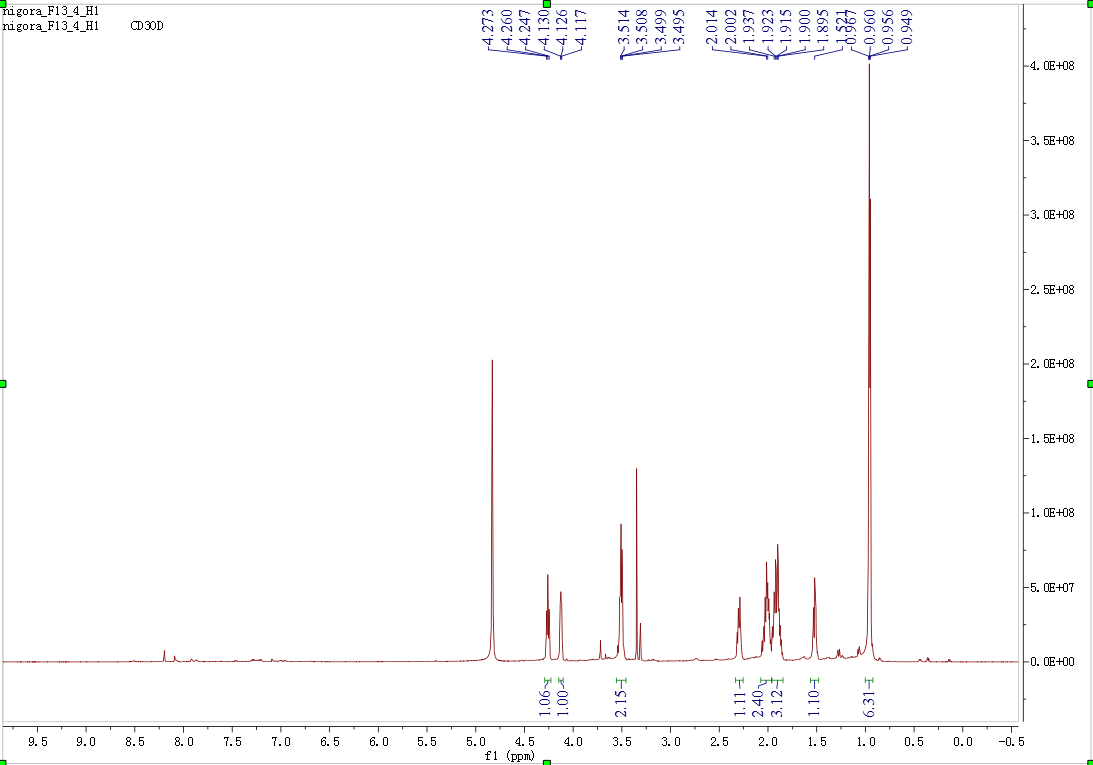 nigora_F13_4_H1
nigora_F13_4_H1 CD3OD
4.273
4.260
4.247
4.130
4.126
4.117
3.514
3.508
3.499
3.495
2.014
2.002
1.937
1.923
1.915
1.900
1.895
1.521
0.967
0.960
0.956
0.949
4.0E+08
3.5E+08
3.0E+08
2.5E+08
2.0E+08
1.5E+08
1.0E+08
5.0E+07
0.0E+00
1.06
1.00
2.15
1.11
2.40
3.12
1.10
6.31
9.5 9.0 8.5 8.0 7.5 7.0 6.5 6.0 5.5 5.0 4.5 4.0 3.5 3.0 2.5 2.0 1.5 1.0 0.5 0.0 -0.5
f1 (ppm)